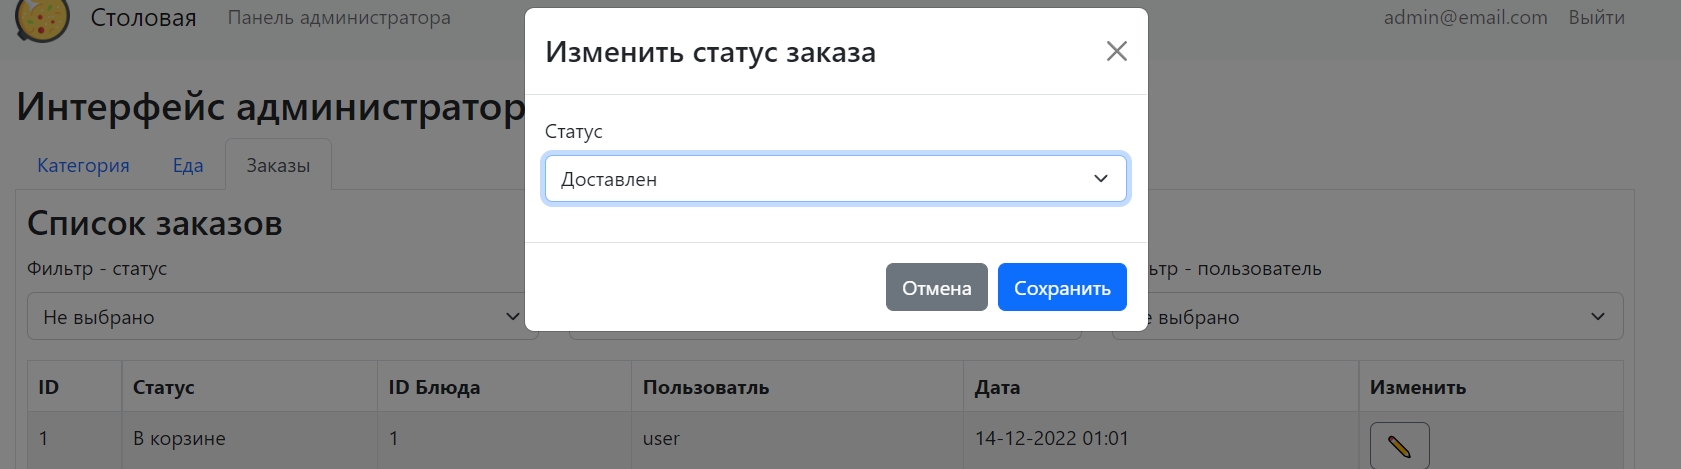 Столовая
Панель администратора
admin@email.com
Выйти
Изменить статус заказа
Статус
Доставлен
Отмена
Сохранить
Интерфейс администратор
Категория
Еда
Заказы
Список заказов
Фильтр - статус
ьтр - пользователь
Не выбрано
выбрано
ID Статус ID Блюда Пользоватль Дата Изменить
1 В корзине 1 user 14-12-2022 01:01